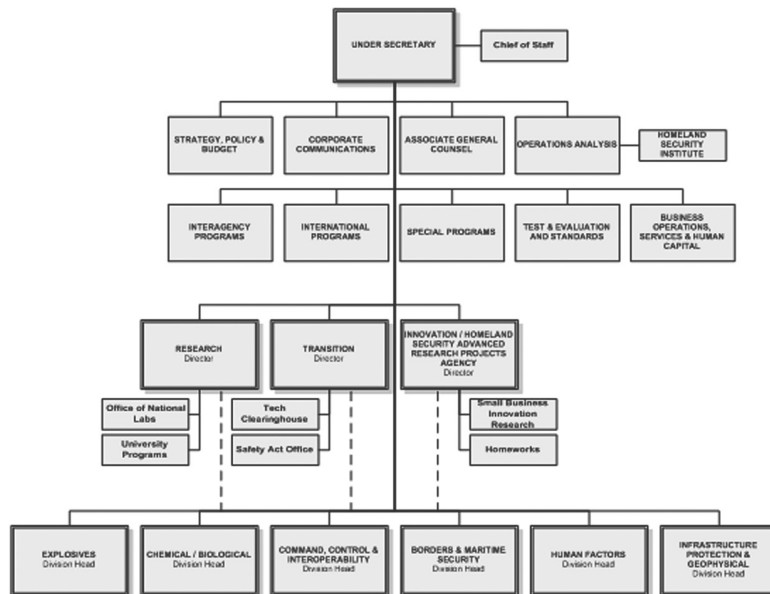 UNDER SECRETARY
Chief of Staff
STRATEGY, POLICY &
BUDGET
CORPORATE
COMMUNICATIONS
ASSOCIATE GENERAL
COUNSEL
OPERATIONS ANALYSIS
HOMELAND
SECURITY
INSTITUTE
INTERAGENCY
PROGRAMS
INTERNATIONAL
PROGRAMS
SPECIAL PROGRAMS
TEST & EVALUATION
AND STANDARDS
BUSINESS
OPERATIONS,
SERVICES & HUMAN
CAPITAL
RESEARCH
Director
TRANSITION
Director
INNOVATION / HOMELAND
SECURITY ADVANCED
RESEARCH PROJECTS
AGENCY
Director
Office of National
Labs
University
Programs
Tech
Clearinghouse
Safety Act Office
Small Business
Innovation
Research
Homeworks
EXPLOSIVES
Division Head
CHEMICAL / BIOLOGICAL
Division Head
COMMAND, CONTROL &
INTEROPERABILITY
Division Head
BORDERS & MARITIME
SECURITY
Division Head
HUMAN FACTORS
Division Head
INFRASTRUCTURE
PROTECTION &
GEOPHYSICAL
Division Head